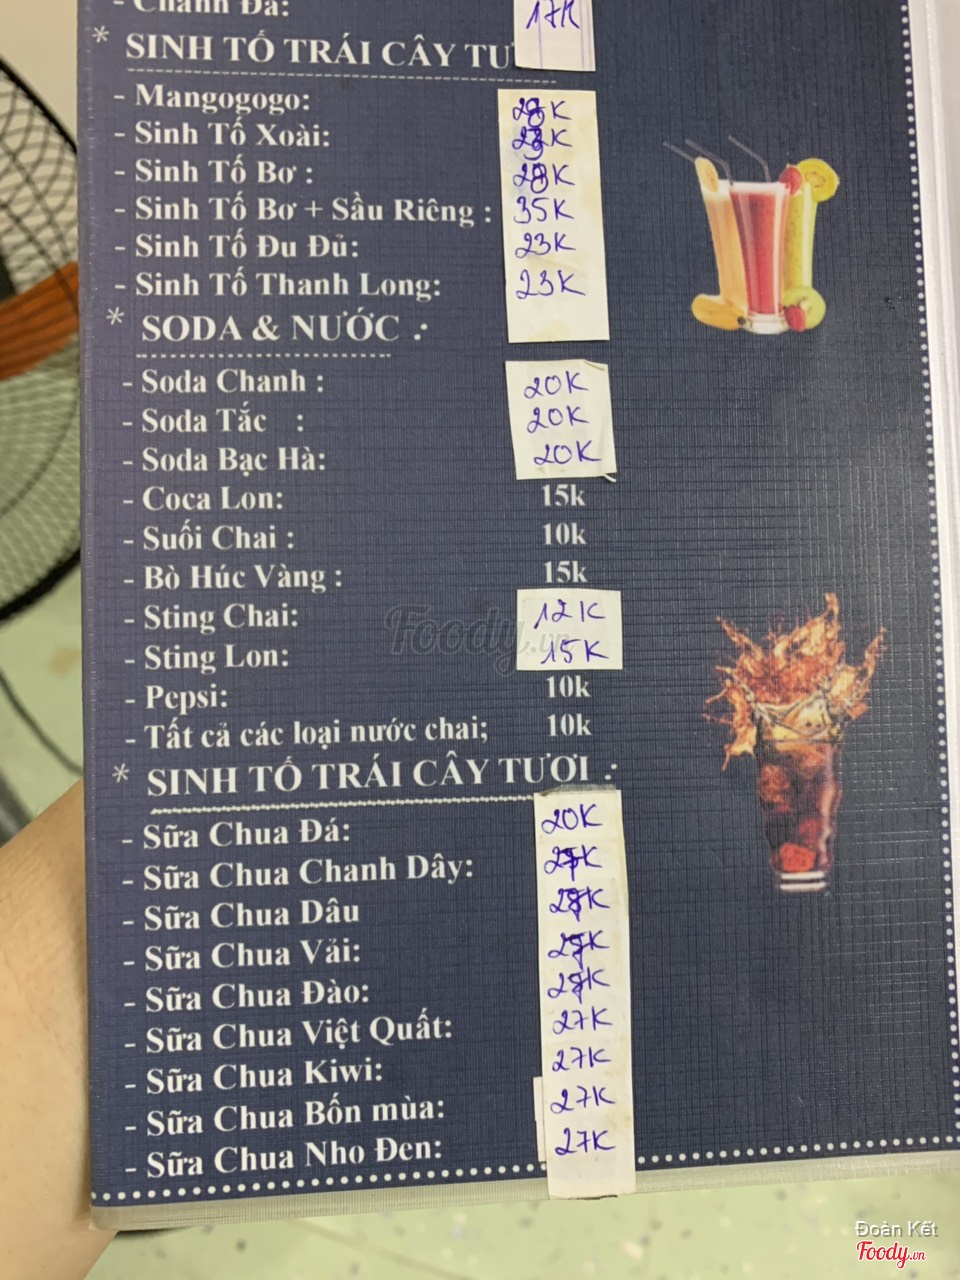 - Chanh Đá: 17K
* SINH TỐ TRÁI CÂY TƯ
- Mangogogo: 28K
- Sinh Tố Xoài:
- Sinh Tố Bơ : 28K
- Sinh Tố Bơ + Sầu Riêng : 35K
- Sinh Tố Đu Đủ: 23K
- Sinh Tố Thanh Long: 23K
* SODA & NƯỚC :
- Soda Chanh : 20K
- Soda Tắc : 20K
- Soda Bạc Hà: 20K
- Coca Lon: 15k
- Suối Chai : 10k
- Bò Húc Vàng : 15k
- Sting Chai: 12K
- Sting Lon: 15K
- Pepsi: 10k
- Tất cả các loại nước chai; 10k
* SINH TỐ TRÁI CÂY TƯƠI :
- Sữa Chua Đá: 20K
- Sữa Chua Chanh Dây:
- Sữa Chua Dâu
- Sữa Chua Vải:
- Sữa Chua Đào:
- Sữa Chua Việt Quất: 27K
- Sữa Chua Kiwi: 27K
- Sữa Chua Bốn mùa: 27K
- Sữa Chua Nho Đen: 27K
Foody.vn
Đoàn Kết
Foody.vn